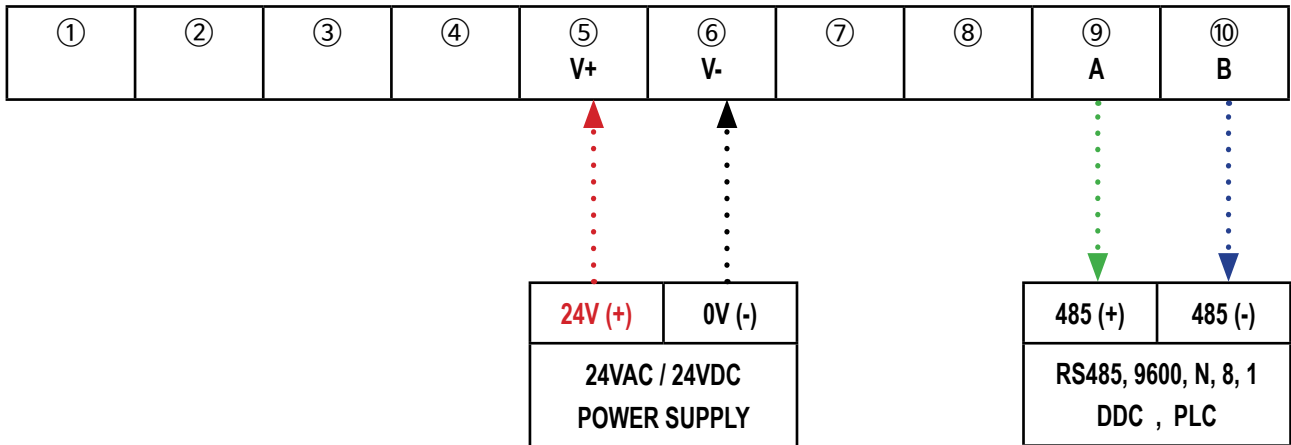 ① ② ③ ④ ⑤ ⑥ ⑦ ⑧ ⑨ ⑩
V+ V- A B
24V (+) 0V (-) 485 (+) 485 (-)
24VAC / 24VDC RS485, 9600, N, 8, 1
POWER SUPPLY DDC , PLC